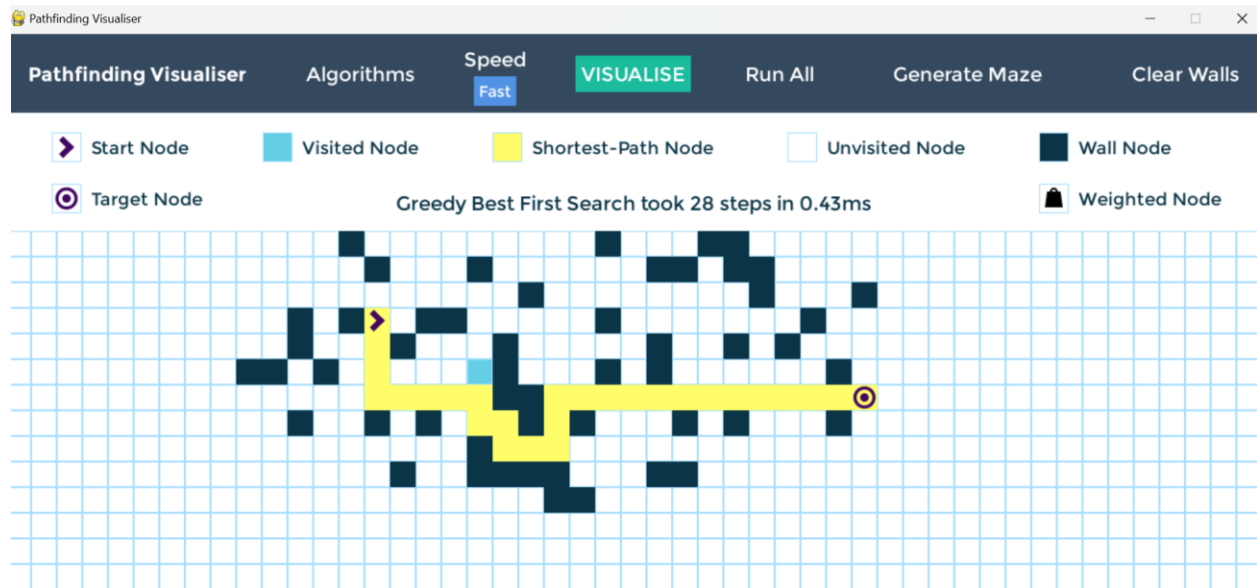 Pathfinding Visualiser
Pathfinding Visualiser
Algorithms
Speed
Fast
VISUALISE
Run All
Generate Maze
Clear Walls
Start Node
Visited Node
Shortest-Path Node
Unvisited Node
Wall Node
Target Node
Greedy Best First Search took 28 steps in 0.43ms
Weighted Node